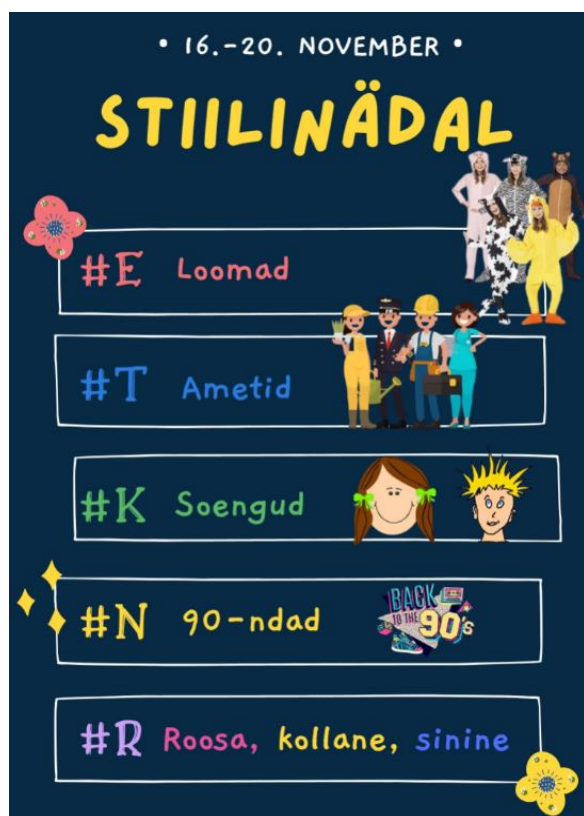 • 16.-20. NOVEMBER •
STIILINÄDAL
#E Loomad
#T Ametid
#K Soengud
#N 90-ndad
BACK
TO THE
90's
#R Roosa, kollane, sinine